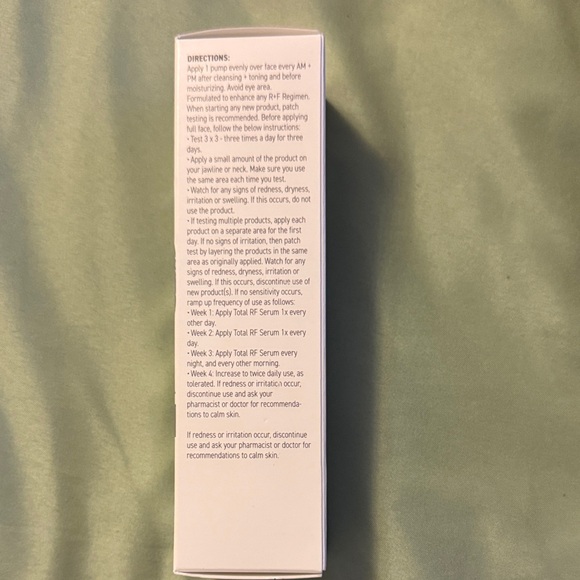 DIRECTIONS:
Apply 1 pump evenly over face every AM +
PM after cleansing + toning and before
moisturizing. Avoid eye area.
Formulated to enhance any R+F Regimen.
When starting any new product, patch
testing is recommended. Before applying
full face, follow the below instructions:
• Test 3 x 3 - three times a day for three
days.
• Apply a small amount of the product on
your jawline or neck. Make sure you use
the same area each time you test.
• Watch for any signs of redness, dryness,
irritation or swelling. If this occurs, do not
use the product.
• If testing multiple products, apply each
product on a separate area for the first
day. If no signs of irritation, then patch
test by layering the products in the same
area as originally applied. Watch for any
signs of redness, dryness, irritation or
swelling. If this occurs, discontinue use of
new product(s). If no sensitivity occurs,
ramp up frequency of use as follows:
• Week 1: Apply Total RF Serum 1x every
other day.
• Week 2: Apply Total RF Serum 1x every
day.
• Week 3: Apply Total RF Serum every
night, and every other morning.
• Week 4: Increase to twice daily use, as
tolerated. If redness or irritation occur,
discontinue use and ask your
pharmacist or doctor for recommenda-
tions to calm skin.
If redness or irritation occur, discontinue
use and ask your pharmacist or doctor for
recommendations to calm skin.